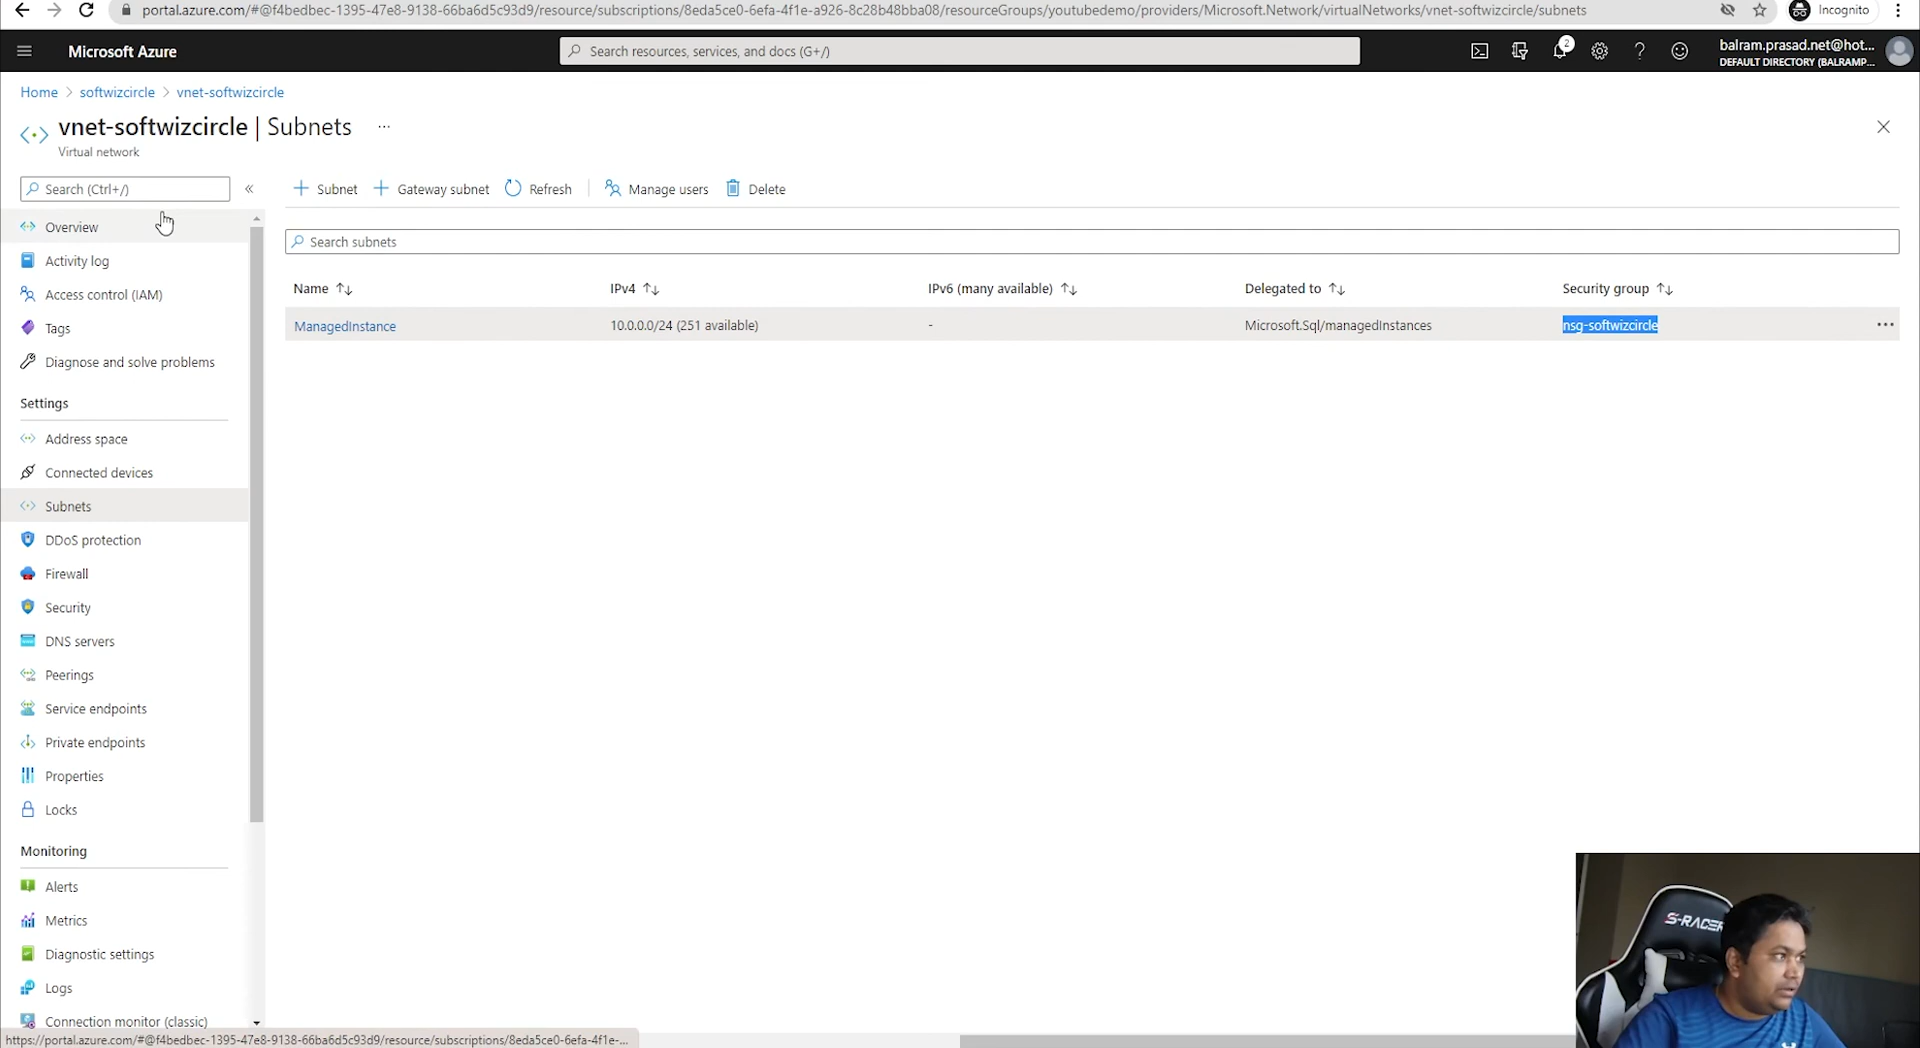 portal.azure.com/#@f4bedbec-1395-47e8-9138-66ba6d5c93d9/resource/subscriptions/8eda5ce0-6efa-4f1e-a926-8c28b48bba08/resourceGroups/youtubedemo/providers/Microsoft.Network/virtualNetworks/vnet-softwizcircle/subnets
Incognito
Microsoft Azure
Search resources, services, and docs (G+/)
2
balram.prasad.net@hot...
DEFAULT DIRECTORY (BALRAMP...
Home > softwizcircle > vnet-softwizcircle
vnet-softwizcircle | Subnets ...
Virtual network
Search (Ctrl+/)
«
+ Subnet + Gateway subnet Refresh Manage users Delete
Search subnets
Name IPv4 IPv6 (many available) Delegated to Security group
ManagedInstance 10.0.0.0/24 (251 available) - Microsoft.Sql/managedInstances nsg-softwizcircle ...
Overview
Activity log
Access control (IAM)
Tags
Diagnose and solve problems
Settings
Address space
Connected devices
Subnets
DDoS protection
Firewall
Security
DNS servers
Peerings
Service endpoints
Private endpoints
Properties
Locks
Monitoring
Alerts
Metrics
Diagnostic settings
Logs
Connection monitor (classic)
https://portal.azure.com/#@f4bedbec-1395-47e8-9138-66ba6d5c93d9/resource/subscriptions/8eda5ce0-6efa-4f1e-...
S-RACER